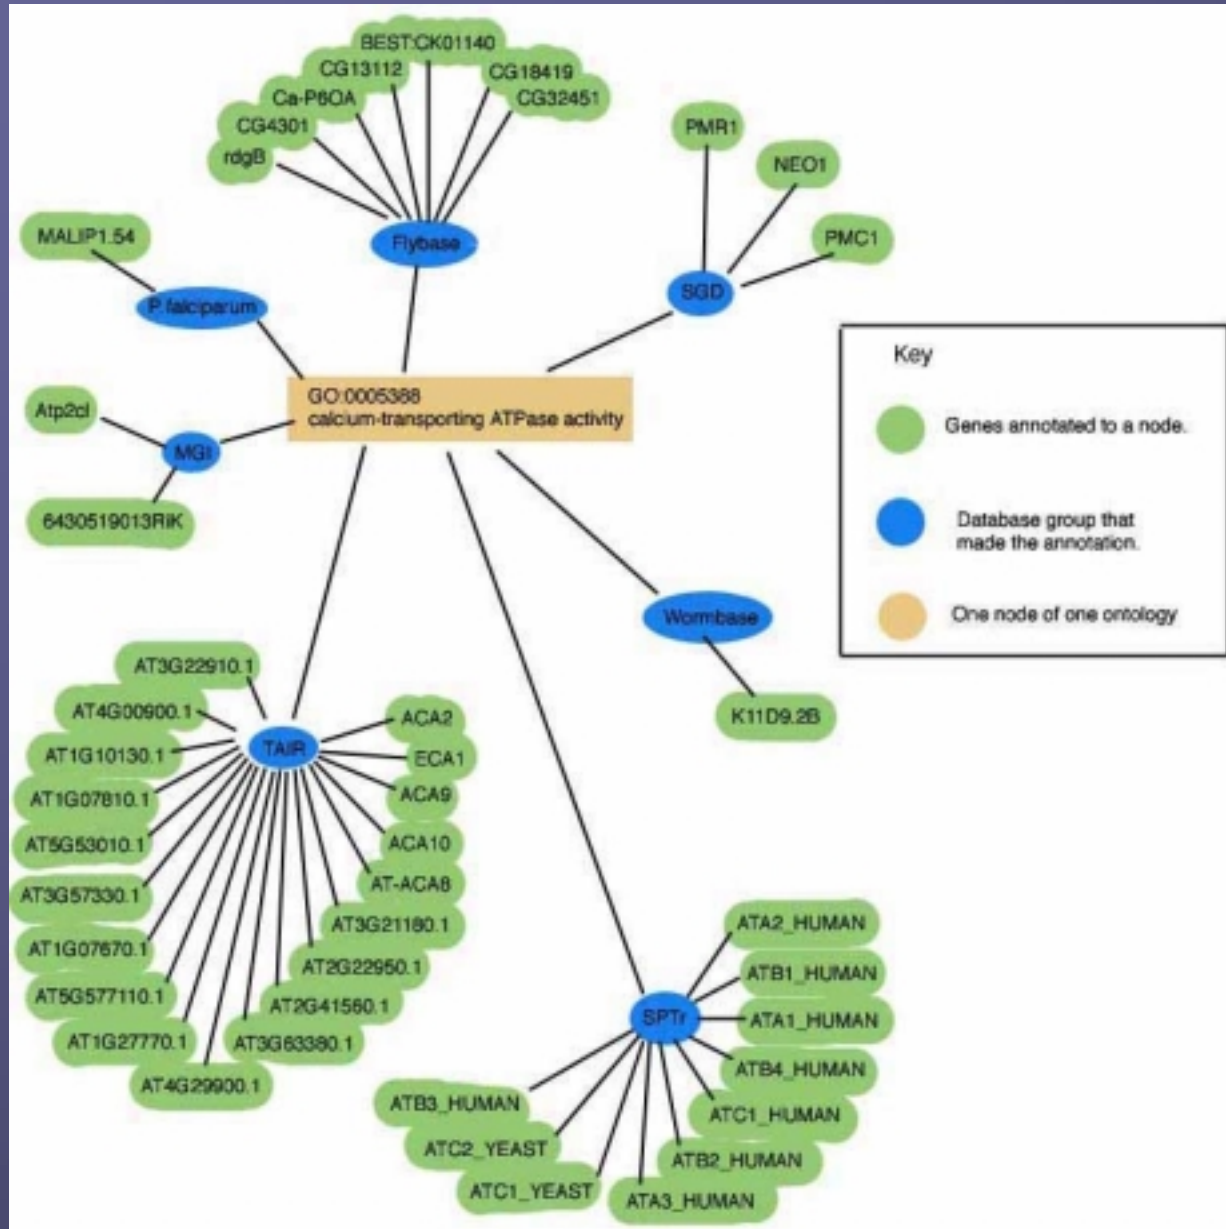 BEST:CK01140
CG13112
CG18419
Ca-P6OA
CG32451
CG4301
rdgB
PMR1
NEO1
PMC1
MALIP1.54
Flybase
P. falciparum
SGD
Key
GO:0005388
calcium-transporting ATPase activity
Atp2cl
MGI
6430519013RiK
Genes annotated to a node.
Database group that
made the annotation.
One node of one ontology
Wormbase
K11D9.2B
AT3G22910.1
AT4G00900.1
AT1G10130.1
AT1G07810.1
AT5G53010.1
AT3G57330.1
AT1G07670.1
AT5G577110.1
AT1G27770.1
AT4G29900.1
TAIR
ACA2
ECA1
ACA9
ACA10
AT-ACA8
AT3G21180.1
AT2G22950.1
AT2G41560.1
AT3G63380.1
SPTr
ATA2_HUMAN
ATB1_HUMAN
ATA1_HUMAN
ATB4_HUMAN
ATC1_HUMAN
ATB2_HUMAN
ATA3_HUMAN
ATB3_HUMAN
ATC2_YEAST
ATC1_YEAST